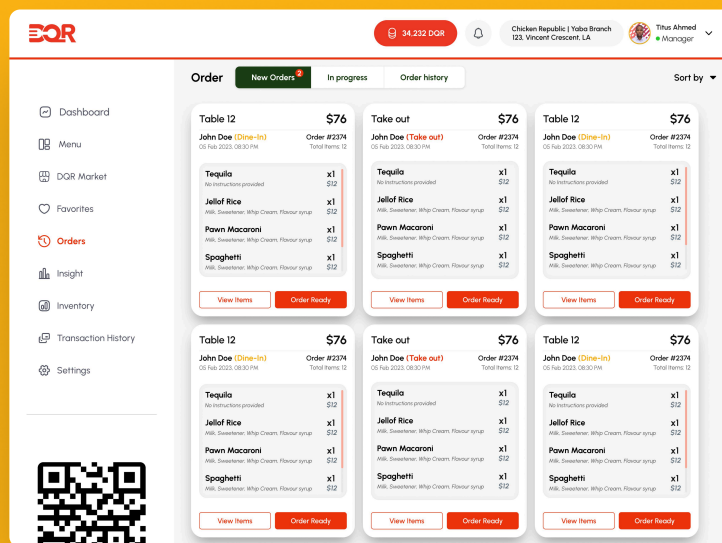 DQR
34,232 DQR
Chicken Republic | Yaba Branch
123, Vincent Crescent, LA
Titus Ahmed
Manager
Order
New Orders 2
In progress
Order history
Sort by
Dashboard
Menu
DQR Market
Favorites
Orders
Insight
Inventory
Transaction History
Settings
Table 12 $76
John Doe (Dine-In) Order #2374
05 Feb 2023, 08:30 PM Total Items: 12
Tequila x1
No Instructions provided $12
Jellof Rice x1
Milk, Sweetener, Whip Cream, Flavour syrup $12
Pawn Macaroni x1
Milk, Sweetener, Whip Cream, Flavour syrup $12
Spaghetti x1
Milk, Sweetener, Whip Cream, Flavour syrup $12
View Items Order Ready
Take out $76
John Doe (Take out) Order #2374
05 Feb 2023, 08:30 PM Total Items: 12
Tequila x1
No Instructions provided $12
Jellof Rice x1
Milk, Sweetener, Whip Cream, Flavour syrup $12
Pawn Macaroni x1
Milk, Sweetener, Whip Cream, Flavour syrup $12
Spaghetti x1
Milk, Sweetener, Whip Cream, Flavour syrup $12
View Items Order Ready
Table 12 $76
John Doe (Dine-In) Order #2374
05 Feb 2023, 08:30 PM Total Items: 12
Tequila x1
No Instructions provided $12
Jellof Rice x1
Milk, Sweetener, Whip Cream, Flavour syrup $12
Pawn Macaroni x1
Milk, Sweetener, Whip Cream, Flavour syrup $12
Spaghetti x1
Milk, Sweetener, Whip Cream, Flavour syrup $12
View Items Order Ready
Table 12 $76
John Doe (Dine-In) Order #2374
05 Feb 2023, 08:30 PM Total Items: 12
Tequila x1
No Instructions provided $12
Jellof Rice x1
Milk, Sweetener, Whip Cream, Flavour syrup $12
Pawn Macaroni x1
Milk, Sweetener, Whip Cream, Flavour syrup $12
Spaghetti x1
Milk, Sweetener, Whip Cream, Flavour syrup $12
View Items Order Ready
Take out $76
John Doe (Take out) Order #2374
05 Feb 2023, 08:30 PM Total Items: 12
Tequila x1
No Instructions provided $12
Jellof Rice x1
Milk, Sweetener, Whip Cream, Flavour syrup $12
Pawn Macaroni x1
Milk, Sweetener, Whip Cream, Flavour syrup $12
Spaghetti x1
Milk, Sweetener, Whip Cream, Flavour syrup $12
View Items Order Ready
Table 12 $76
John Doe (Dine-In) Order #2374
05 Feb 2023, 08:30 PM Total Items: 12
Tequila x1
No Instructions provided $12
Jellof Rice x1
Milk, Sweetener, Whip Cream, Flavour syrup $12
Pawn Macaroni x1
Milk, Sweetener, Whip Cream, Flavour syrup $12
Spaghetti x1
Milk, Sweetener, Whip Cream, Flavour syrup $12
View Items Order Ready